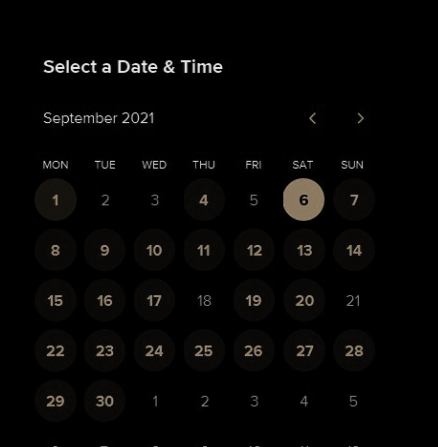 Select a Date & Time
September 2021
MON TUE WED THU FRI SAT SUN
1 2 3 4 5 6 7
8 9 10 11 12 13 14
15 16 17 18 19 20 21
22 23 24 25 26 27 28
29 30 1 2 3 4 5